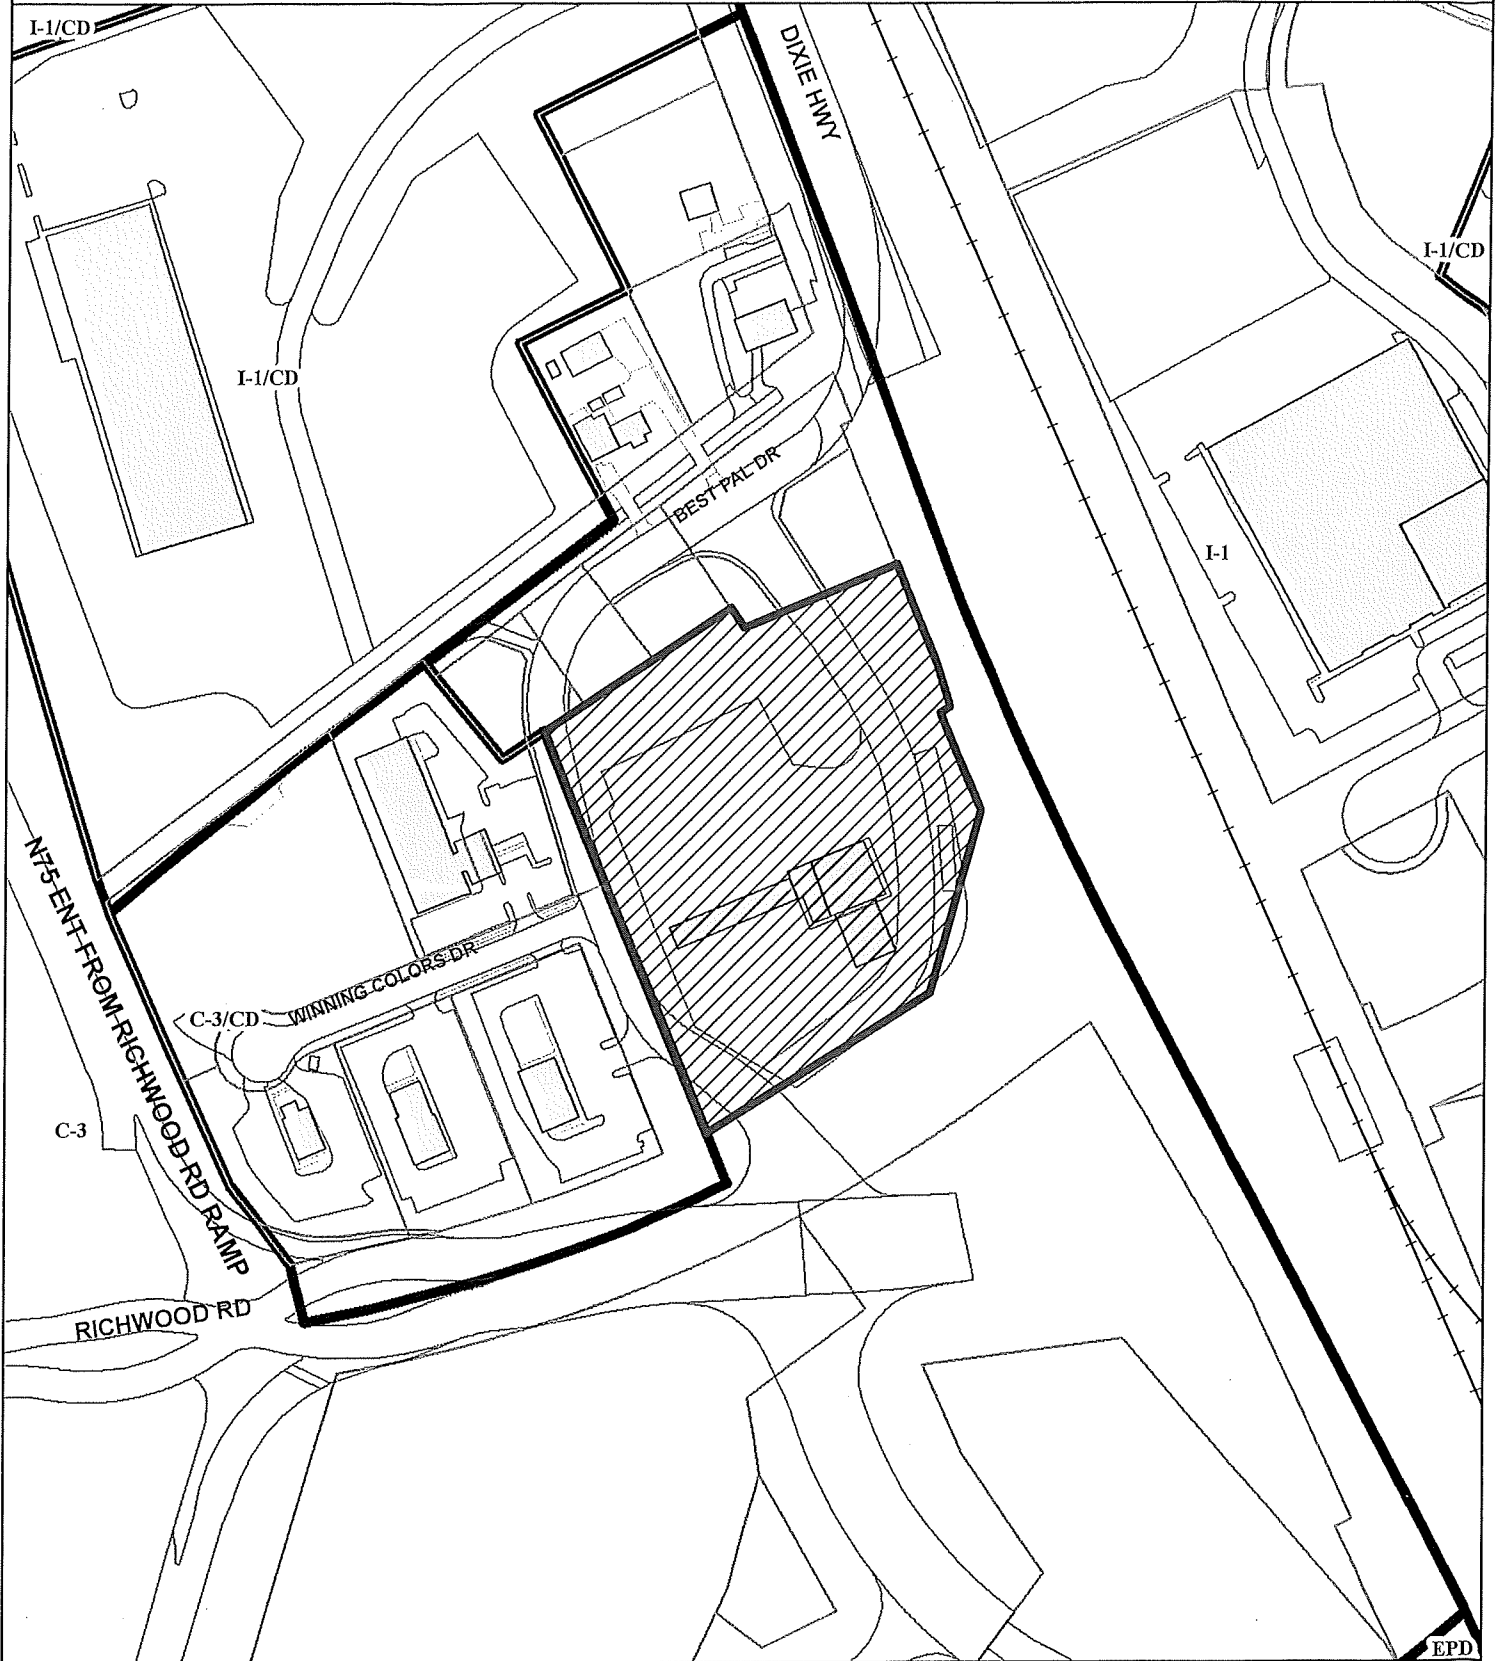 I-1/CD
DIXIE HWY
I-1/CD
I-1/CD
BEST PAL DR
I-1
N75 ENT FROM RICHWOOD RD RAMP
WINNING COLORS DR
C-3/CD
C-3
RICHWOOD RD
EPD